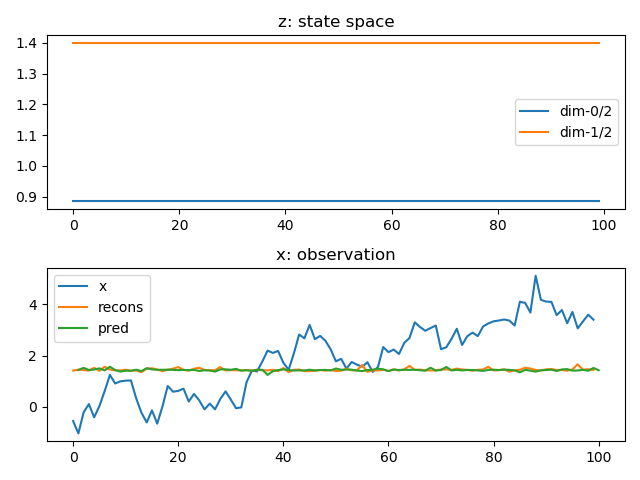 z: state space
1.4
1.3
1.2
1.1
1.0
0.9
dim-0/2
dim-1/2
0 20 40 60 80 100
x: observation
4
2
0
x
recons
pred
0 20 40 60 80 100